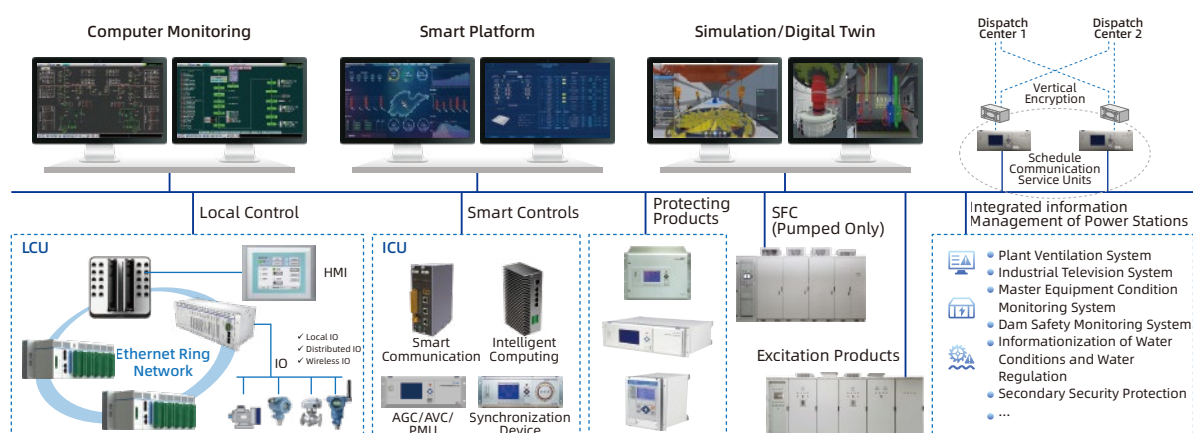 Computer Monitoring
Smart Platform
Simulation/Digital Twin
Dispatch
Center 1
Dispatch
Center 2
Vertical
Encryption
Schedule
Communication
Service Units
Local Control
Smart Controls
Protecting
Products
SFC
(Pumped Only)
Integrated information
Management of Power Stations
LCU
HMI
✓ Local IO
✓ Distributed IO
✓ Wireless IO
IO
Ethernet Ring
Network
ICU
Smart
Communication
Intelligent
Computing
AGC/AVC/
PMU
Synchronization
Device
Excitation Products
• Plant Ventilation System
• Industrial Television System
• Master Equipment Condition
Monitoring System
• Dam Safety Monitoring System
• Informationization of Water
Conditions and Water
Regulation
• Secondary Security Protection
• ...